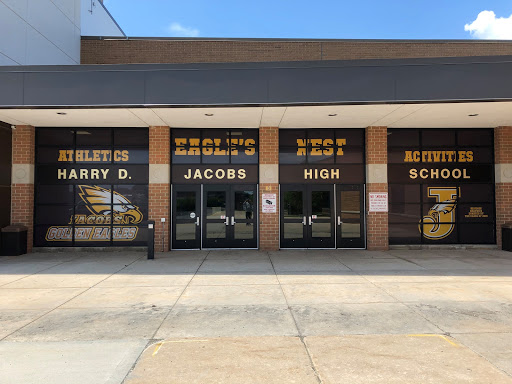 ATHLETICS EAGLE'S NEST ACTIVITIES
HARRY D. JACOBS HIGH SCHOOL
JACOBS
GOLDEN EAGLES
J